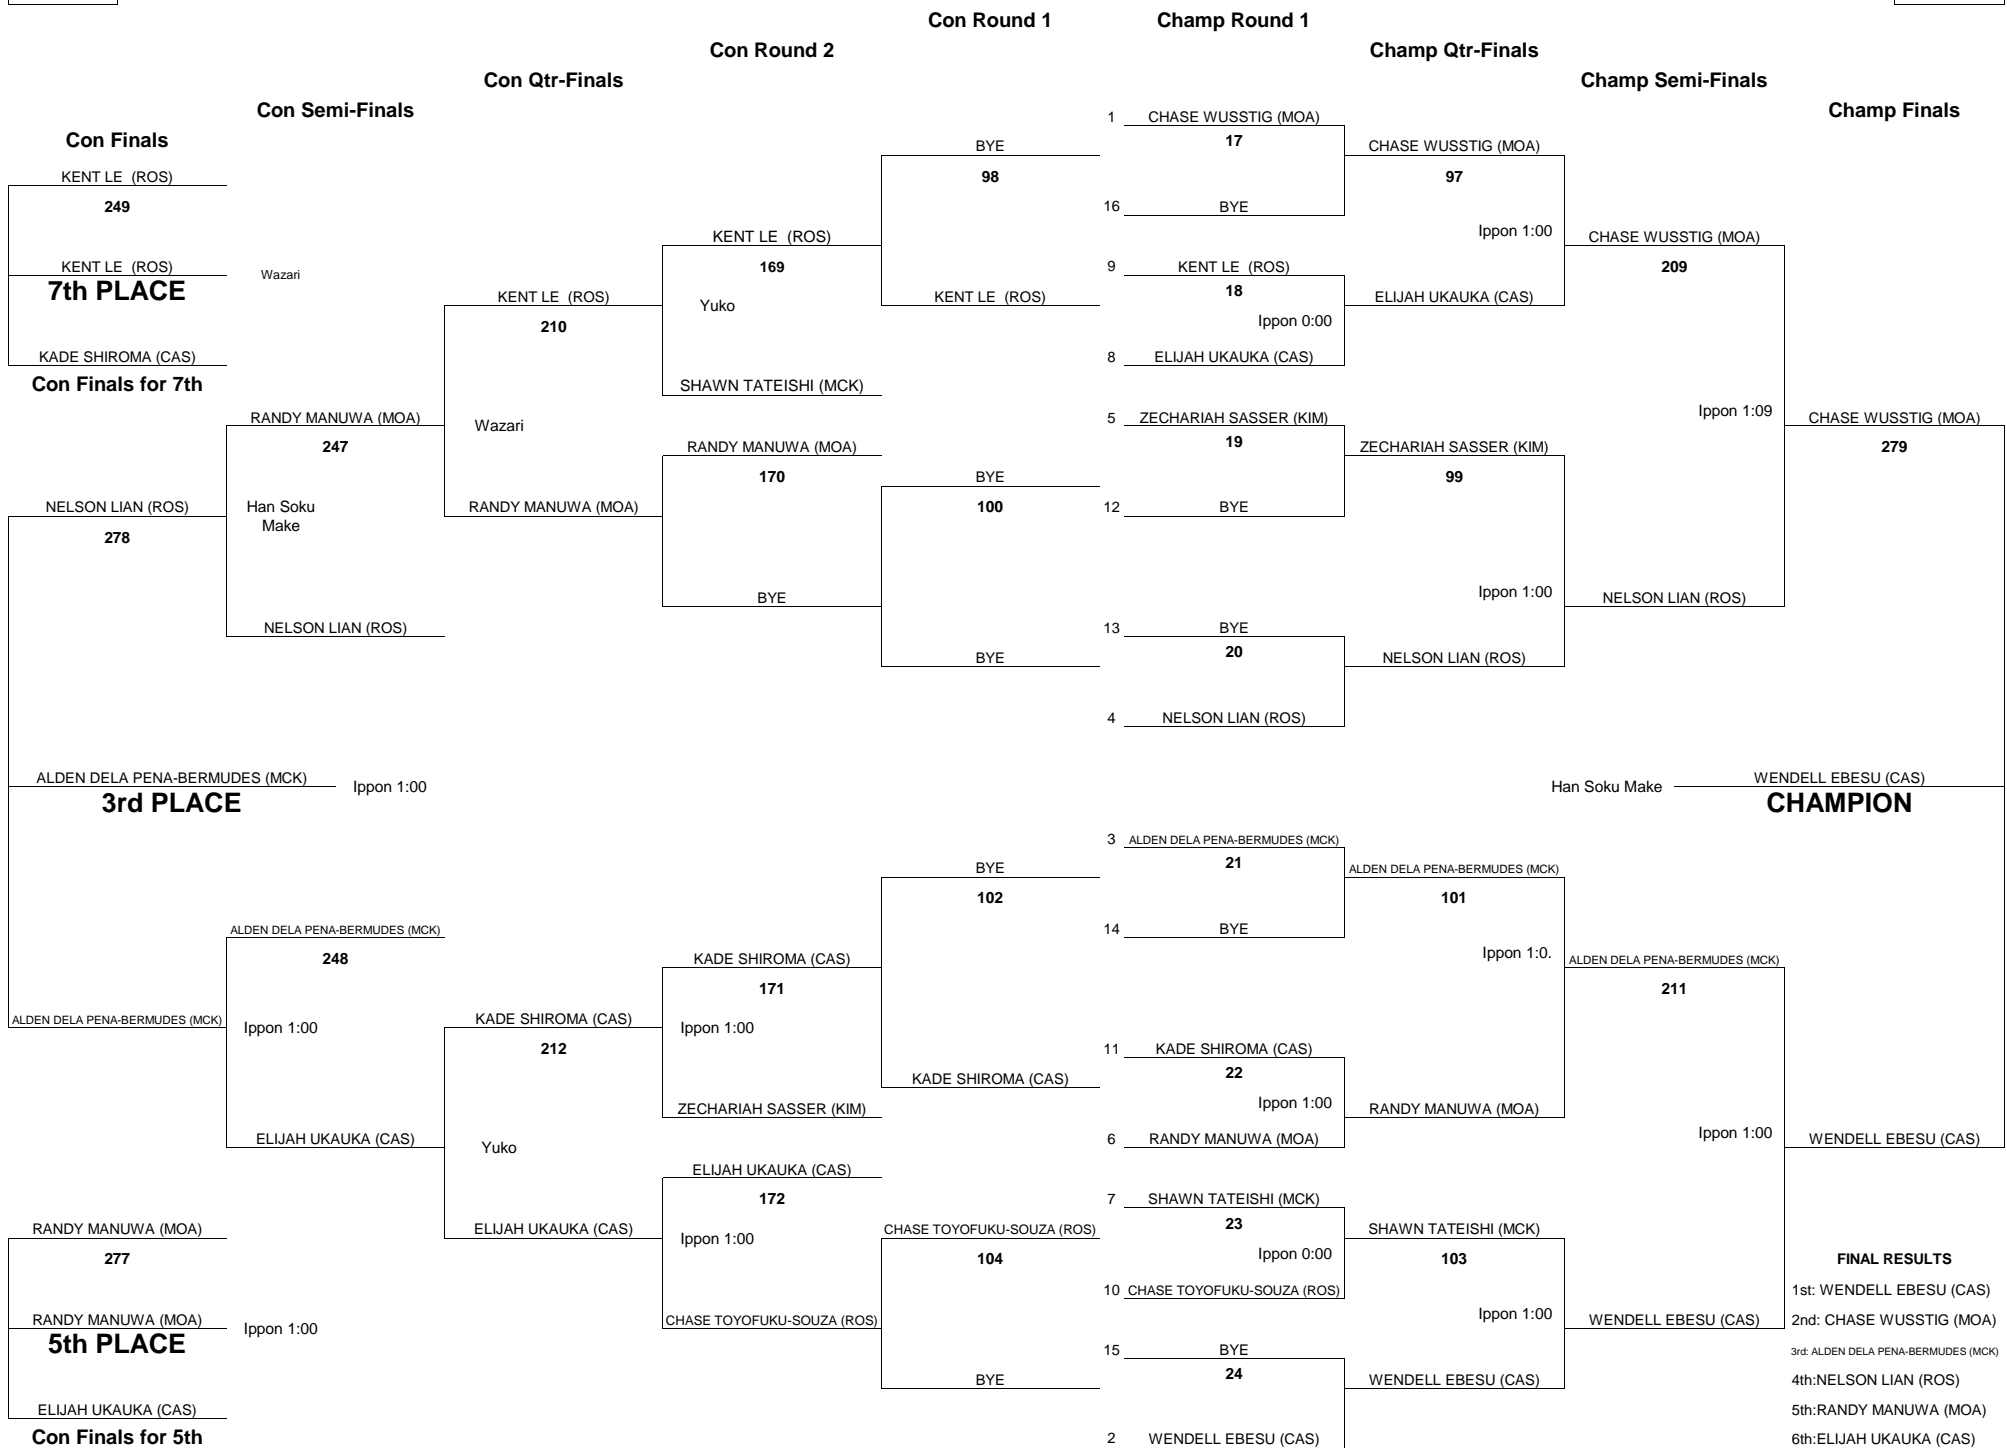 Con Round 1
Champ Round 1
Con Round 2
Champ Qtr-Finals
Con Qtr-Finals
Champ Semi-Finals
Con Semi-Finals
Champ Finals
Con Finals
KENT LE (ROS)
249
KENT LE (ROS)
Wazari
7th PLACE
KADE SHIROMA (CAS)
Con Finals for 7th
NELSON LIAN (ROS)
278
ALDEN DELA PENA-BERMUDES (MCK)
Ippon 1:00
3rd PLACE
ALDEN DELA PENA-BERMUDES (MCK)
RANDY MANUWA (MOA)
277
RANDY MANUWA (MOA)
Ippon 1:00
5th PLACE
ELIJAH UKAUKA (CAS)
Con Finals for 5th
RANDY MANUWA (MOA)
247
Han Soku
Make
NELSON LIAN (ROS)
ALDEN DELA PENA-BERMUDES (MCK)
248
Ippon 1:00
ELIJAH UKAUKA (CAS)
KENT LE (ROS)
210
Wazari
RANDY MANUWA (MOA)
KADE SHIROMA (CAS)
212
Yuko
ELIJAH UKAUKA (CAS)
KENT LE (ROS)
169
Yuko
SHAWN TATEISHI (MCK)
RANDY MANUWA (MOA)
170
BYE
KADE SHIROMA (CAS)
171
Ippon 1:00
ZECHARIAH SASSER (KIM)
ELIJAH UKAUKA (CAS)
172
Ippon 1:00
CHASE TOYOFUKU-SOUZA (ROS)
BYE
98
KENT LE (ROS)
BYE
100
BYE
BYE
102
KADE SHIROMA (CAS)
CHASE TOYOFUKU-SOUZA (ROS)
104
BYE
1 CHASE WUSSTIG (MOA)
17
16 BYE
9 KENT LE (ROS)
18
Ippon 0:00
8 ELIJAH UKAUKA (CAS)
5 ZECHARIAH SASSER (KIM)
19
12 BYE
13 BYE
20
4 NELSON LIAN (ROS)
3 ALDEN DELA PENA-BERMUDES (MCK)
21
14 BYE
11 KADE SHIROMA (CAS)
22
Ippon 1:00
6 RANDY MANUWA (MOA)
7 SHAWN TATEISHI (MCK)
23
Ippon 0:00
10 CHASE TOYOFUKU-SOUZA (ROS)
15 BYE
24
2 WENDELL EBESU (CAS)
CHASE WUSSTIG (MOA)
97
Ippon 1:00
ELIJAH UKAUKA (CAS)
ZECHARIAH SASSER (KIM)
99
Ippon 1:00
NELSON LIAN (ROS)
ALDEN DELA PENA-BERMUDES (MCK)
101
Ippon 1:0.
RANDY MANUWA (MOA)
SHAWN TATEISHI (MCK)
103
Ippon 1:00
WENDELL EBESU (CAS)
CHASE WUSSTIG (MOA)
209
Ippon 1:09
NELSON LIAN (ROS)
ALDEN DELA PENA-BERMUDES (MCK)
211
Ippon 1:00
WENDELL EBESU (CAS)
CHASE WUSSTIG (MOA)
279
Han Soku Make
WENDELL EBESU (CAS)
CHAMPION
WENDELL EBESU (CAS)
FINAL RESULTS
1st: WENDELL EBESU (CAS)
2nd: CHASE WUSSTIG (MOA)
3rd: ALDEN DELA PENA-BERMUDES (MCK)
4th:NELSON LIAN (ROS)
5th:RANDY MANUWA (MOA)
6th:ELIJAH UKAUKA (CAS)